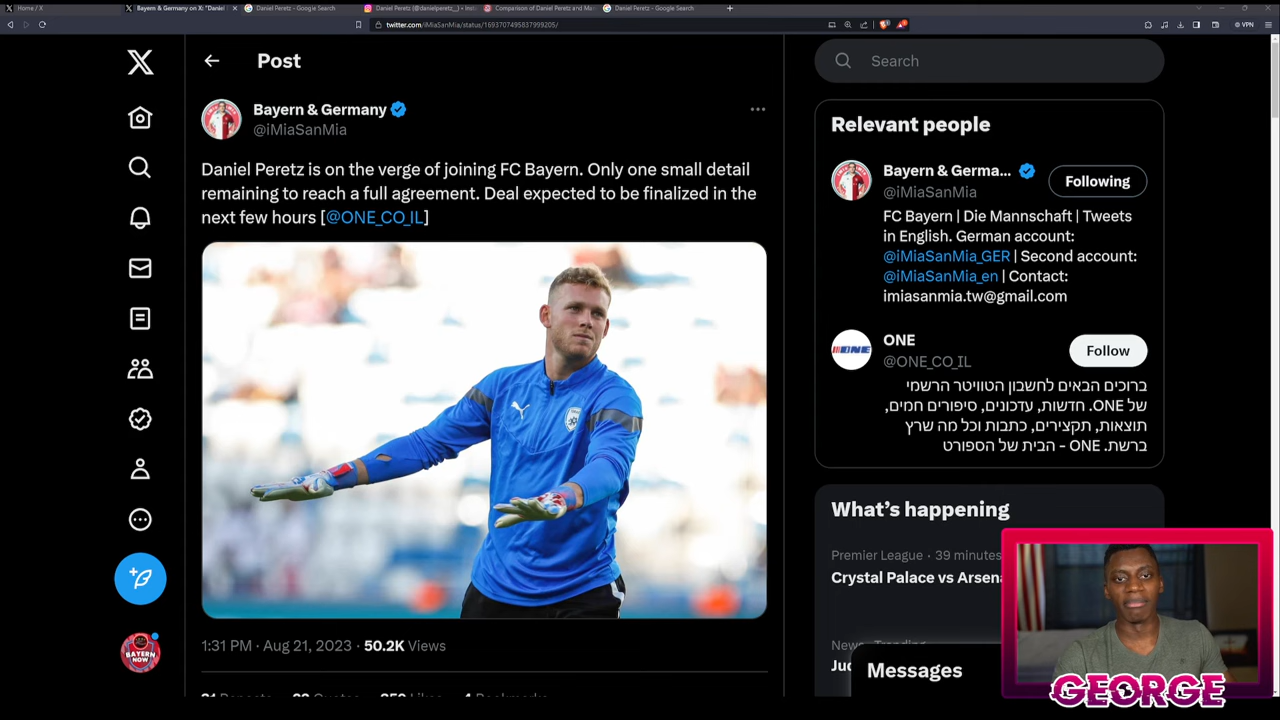 Home / X
Bayern & Germany on X: "Daniel
Daniel Peretz - Google Search
Daniel Peretz (@danielperetz__) •
Comparison of Daniel Peretz and Ma
Daniel Peretz - Google Search
twitter.com/iMiaSanMia/status/1693707495837999205/
VPN
Post
Search
Bayern & Germany
@iMiaSanMia
Daniel Peretz is on the verge of joining FC Bayern. Only one small detail
remaining to reach a full agreement. Deal expected to be finalized in the
next few hours [@ONE_CO_IL]
1:31 PM · Aug 21, 2023 · 50.2K Views
Relevant people
Bayern & Germa...
Following
@iMiaSanMia
FC Bayern | Die Mannschaft | Tweets
in English. German account:
@iMiaSanMia_GER | Second account:
@iMiaSanMia_en | Contact:
imiasanmia.tw@gmail.com
ONE
Follow
@ONE_CO_IL
ברוכים הבאים לחשבון הטוויטר הרשמי
של ONE. חדשות, עדכונים, סיפורים חמים,
תוצאות, תקצירים, כתבות וכל מה שרץ
ברשת. ONE - הבית של הספורט
ONE
What's happening
Premier League · 39 minutes
Crystal Palace vs Arsena
Messages
BAYERN
NOW
GEORGE